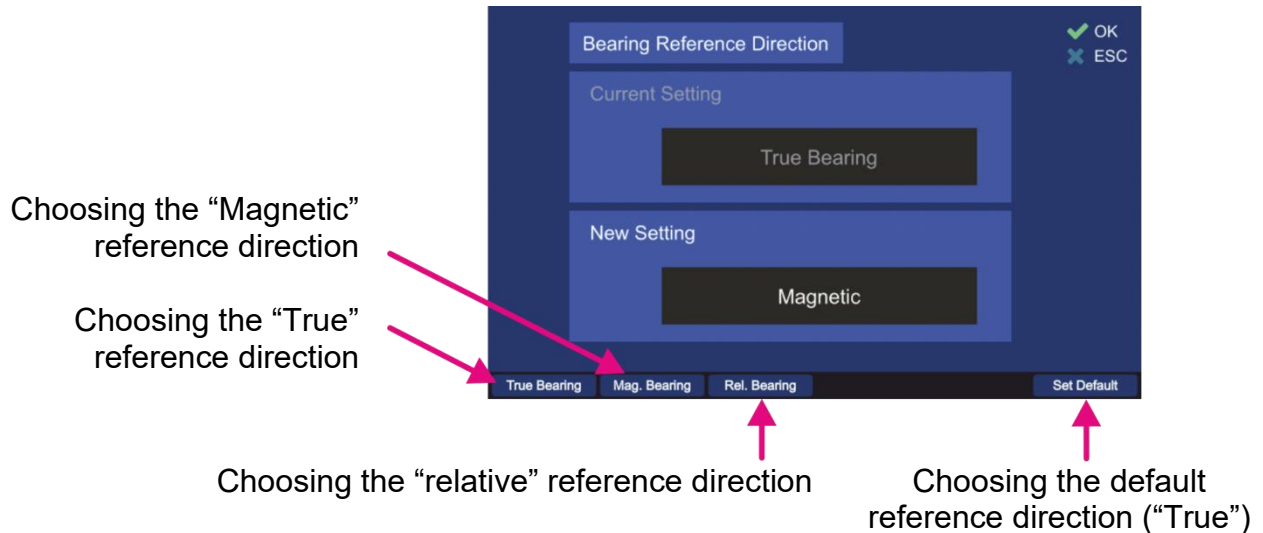 Bearing Reference Direction
OK
ESC
Current Setting
True Bearing
New Setting
Magnetic
True Bearing
Mag. Bearing
Rel. Bearing
Set Default
Choosing the “Magnetic”
reference direction
Choosing the “True”
reference direction
Choosing the “relative” reference direction
Choosing the default
reference direction (“True”)